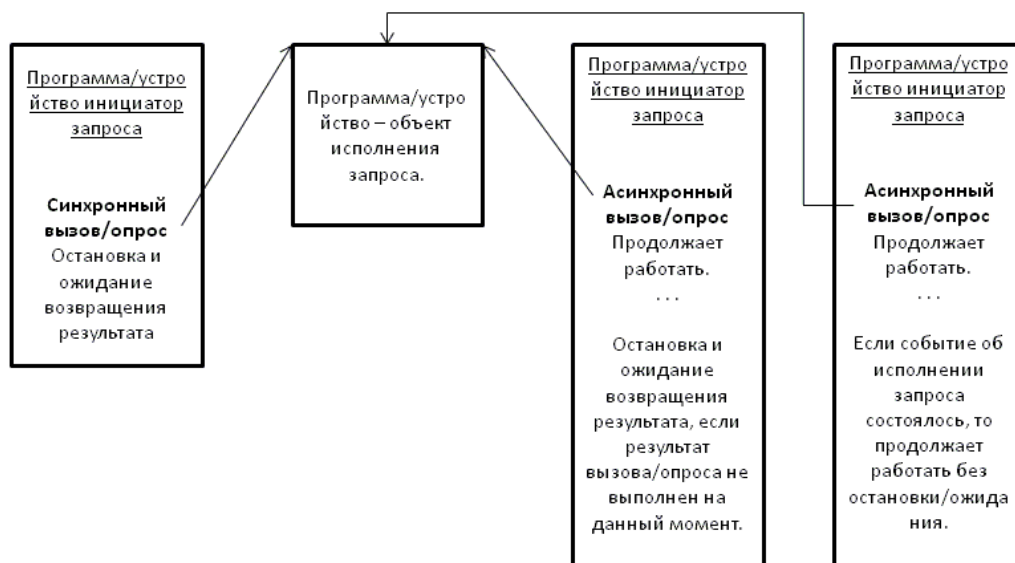 Программа/устро
йство инициатор
запроса
Синхронный
вызов/опрос
Остановка и
ожидание
возвращения
результата
Программа/устро
йство – объект
исполнения
запроса.
Программа/устро
йство инициатор
запроса
Асинхронный
вызов/опрос
Продолжает
работать.
. . .
Остановка и
ожидание
возвращения
результата, если
результат
вызова/опроса не
выполнен на
данный момент.
Программа/устро
йство инициатор
запроса
Асинхронный
вызов/опрос
Продолжает
работать.
. . .
Если событие об
исполнении
запроса
состоялось, то
продолжает
работать без
остановки/ожида
ния.